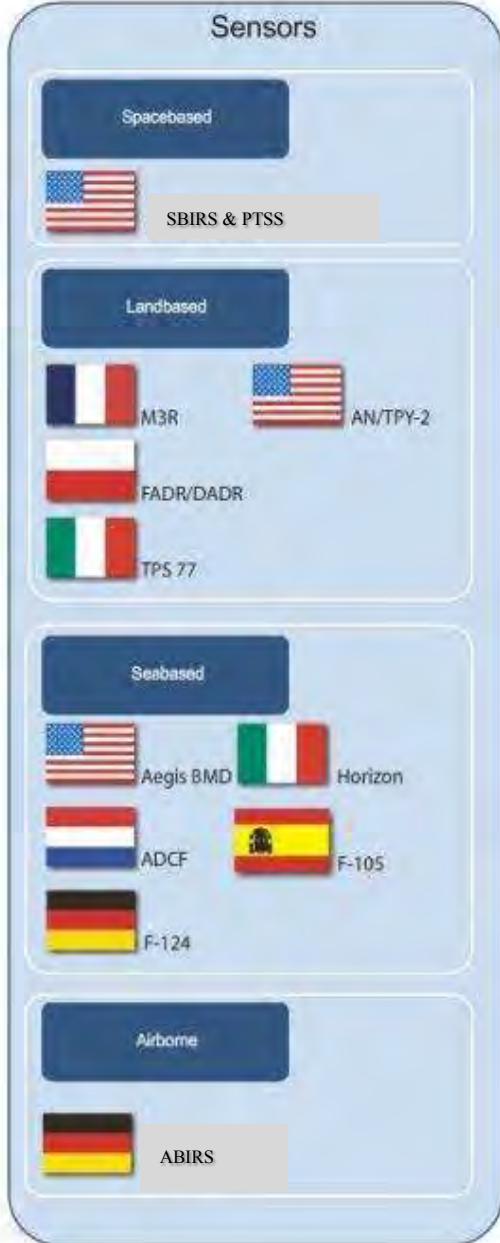 Sensors
Spacebased
SBIRS & PTSS
Landbased
M3R
AN/TPY-2
FADR/DADR
TPS 77
Seabased
Aegis BMD
Horizon
ADCF
F-105
F-124
Airborne
ABIRS